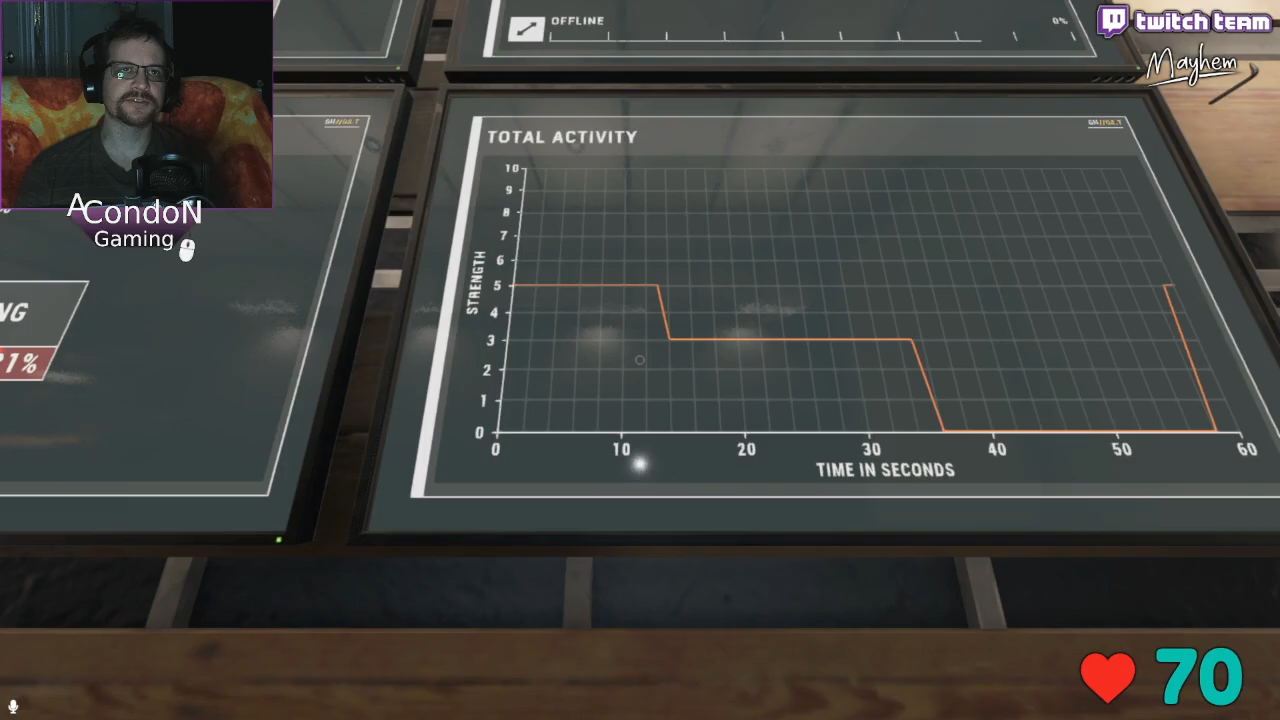 OFFLINE
0%
twitch team
Mayhem
TOTAL ACTIVITY
10
9
8
7
6
5
4
3
2
1
0
STRENGTH
0 10 20 30 40 50 60
TIME IN SECONDS
ACondoN
Gaming
NG
21%
70